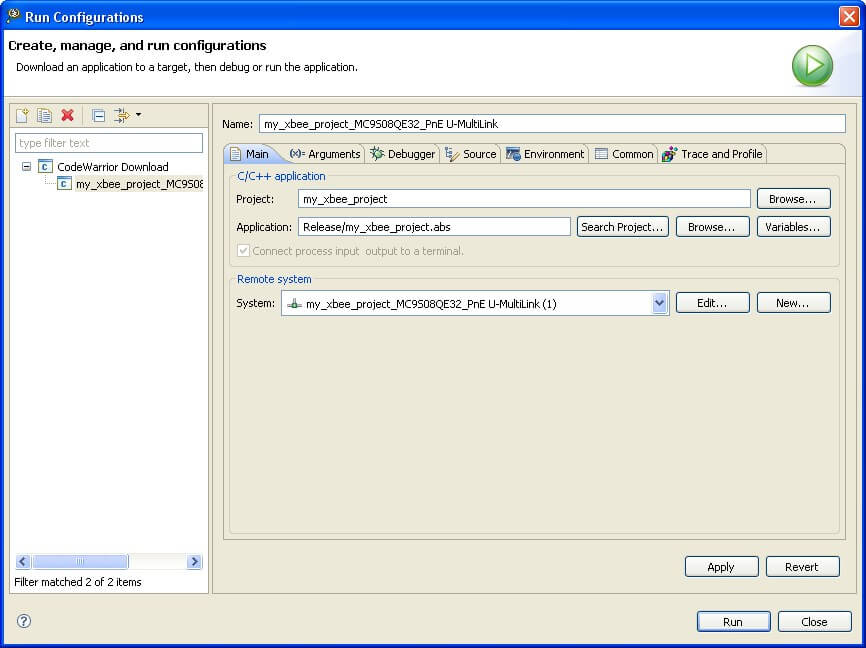 Run Configurations
Create, manage, and run configurations
Download an application to a target, then debug or run the application.
type filter text
CodeWarrior Download
my_xbee_project_MC9S08
Filter matched 2 of 2 items
Name: my_xbee_project_MC9S08QE32_PnE U-MultiLink
Main (x)= Arguments Debugger Source Environment Common Trace and Profile
C/C++ application
Project: my_xbee_project Browse...
Application: Release/my_xbee_project.abs Search Project... Browse... Variables...
Connect process input output to a terminal.
Remote system
System: my_xbee_project_MC9S08QE32_PnE U-MultiLink (1) Edit... New...
Apply Revert
? Run Close